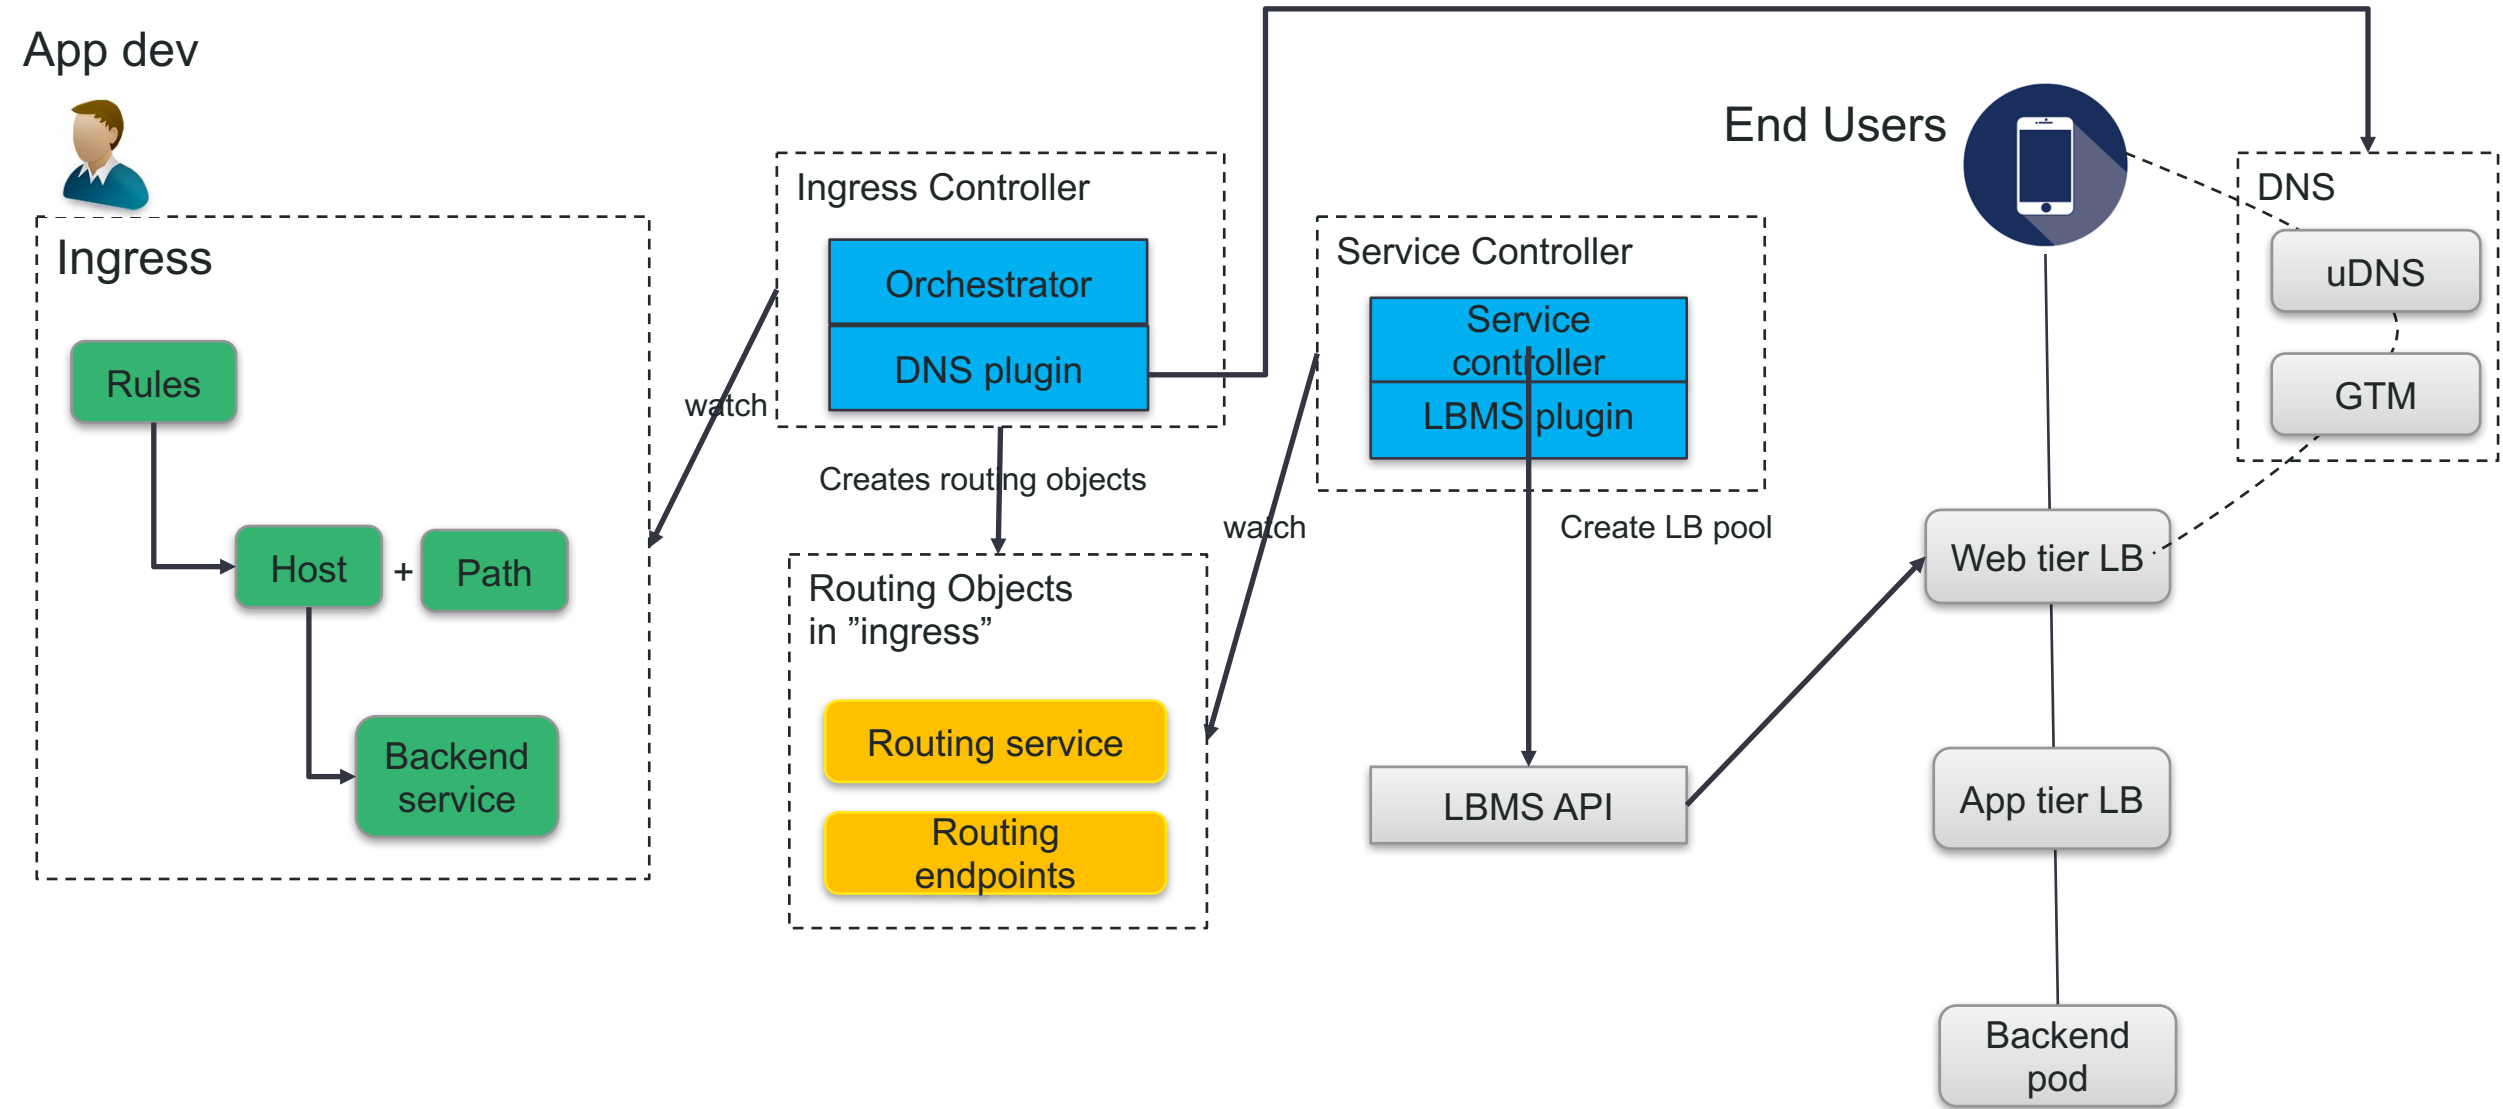 App dev
Ingress
Rules
Host
+
Path
Backend
service
watch
Ingress Controller
Orchestrator
DNS plugin
Creates routing objects
Routing Objects
in ”ingress”
Routing service
Routing
endpoints
watch
Service Controller
Service
controller
LBMS plugin
Create LB pool
LBMS API
End Users
DNS
uDNS
GTM
Web tier LB
App tier LB
Backend
pod